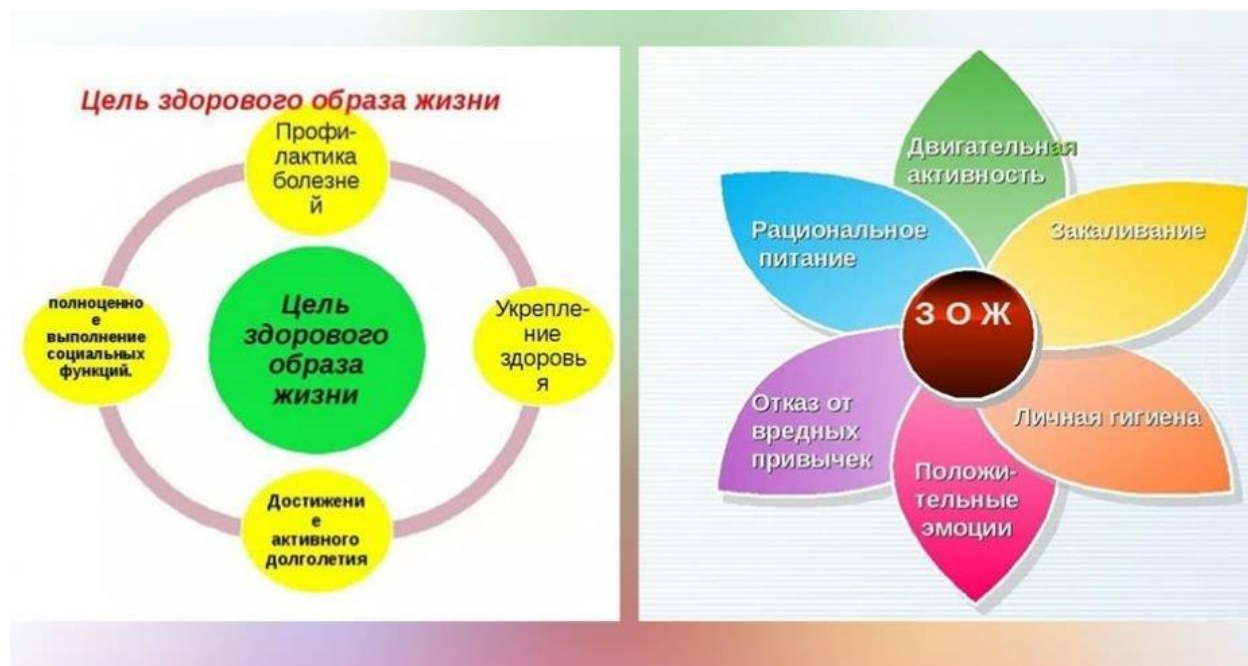 Цель здорового образа жизни
Профи-
лактика
болезне
й
Укрепле-
ние
здоровь
я
Достижени
е
активного
долголетия
полноценно
е
выполнение
социальных
функций.
Цель
здорового
образа
жизни
Двигательная
активность
Закаливание
Личная гигиена
Положи-
тельные
эмоции
Отказ от
вредных
привычек
Рациональное
питание
З О Ж